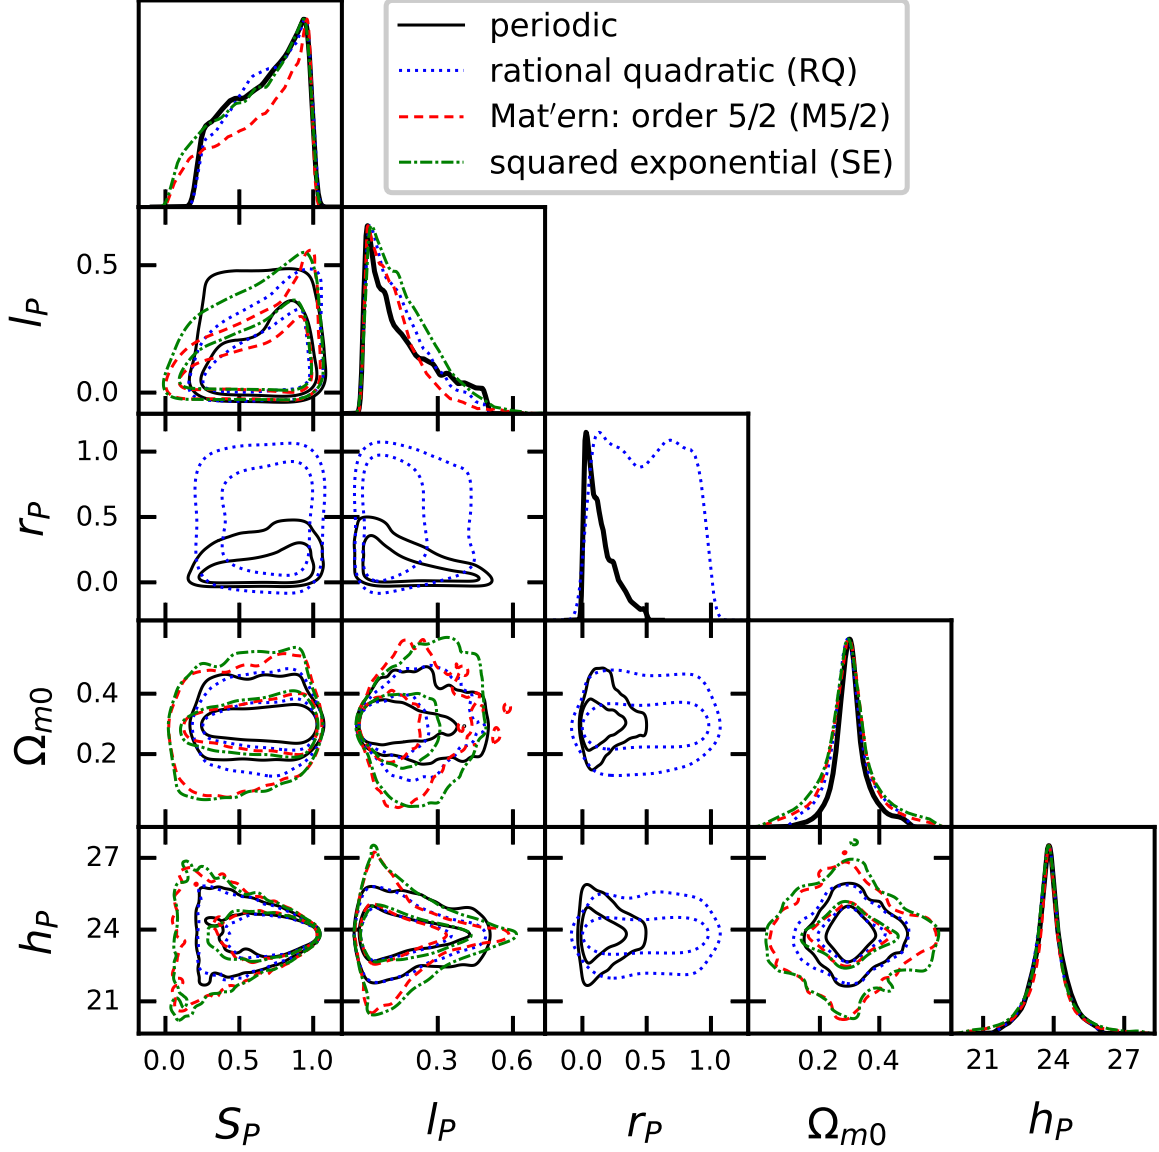 periodic
rational quadratic (RQ)
Mat′ern: order 5/2 (M5/2)
squared exponential (SE)
0.5
0.0
l_P
1.0
0.5
0.0
r_P
0.4
0.2
Ω_m0
27
24
21
h_P
0.0 0.5 1.0 0.3 0.6 0.0 0.5 1.0 0.2 0.4 21 24 27
S_P l_P r_P Ω_m0 h_P